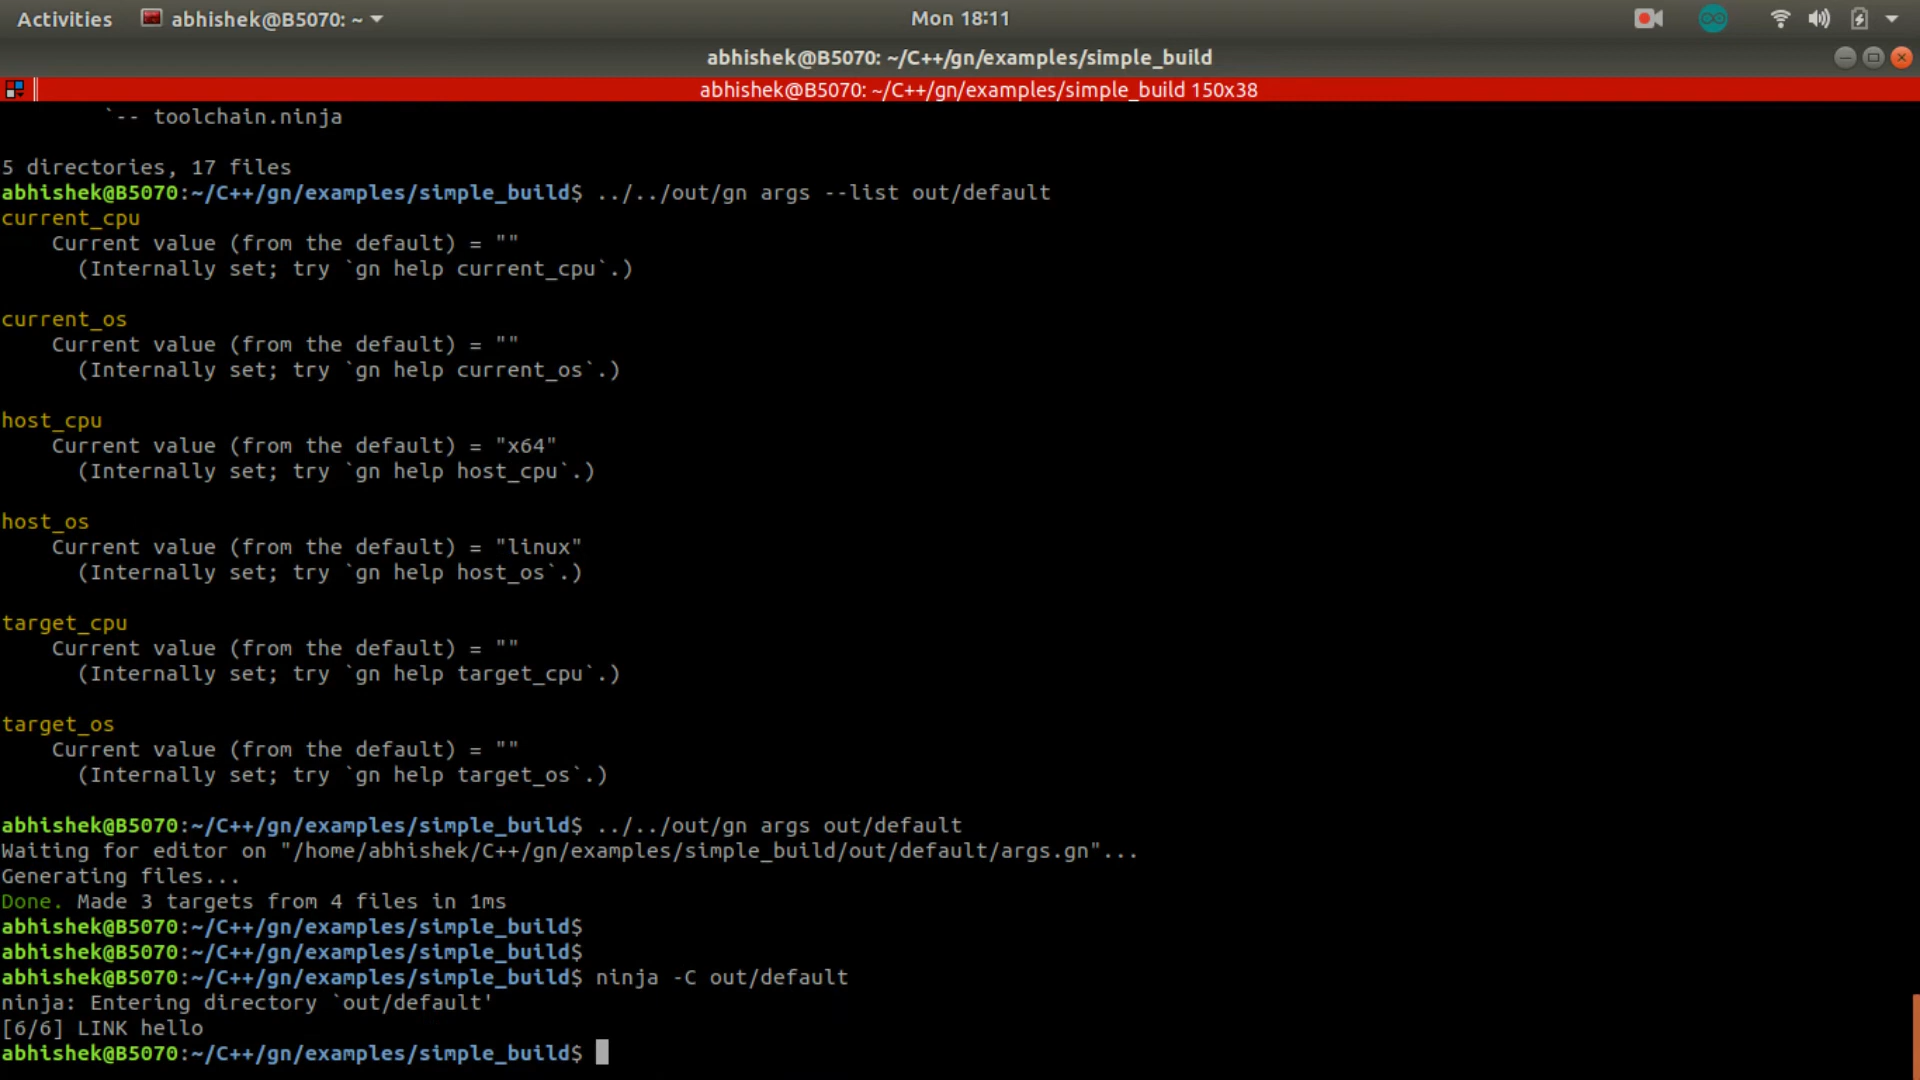 Activities abhishek@B5070: ~ Mon 18:11
abhishek@B5070: ~/C++/gn/examples/simple_build
abhishek@B5070: ~/C++/gn/examples/simple_build 150x38
`-- toolchain.ninja
5 directories, 17 files
abhishek@B5070:~/C++/gn/examples/simple_build$ ../../out/gn args --list out/default
current_cpu
Current value (from the default) = ""
(Internally set; try `gn help current_cpu`.)
current_os
Current value (from the default) = ""
(Internally set; try `gn help current_os`.)
host_cpu
Current value (from the default) = "x64"
(Internally set; try `gn help host_cpu`.)
host_os
Current value (from the default) = "linux"
(Internally set; try `gn help host_os`.)
target_cpu
Current value (from the default) = ""
(Internally set; try `gn help target_cpu`.)
target_os
Current value (from the default) = ""
(Internally set; try `gn help target_os`.)
abhishek@B5070:~/C++/gn/examples/simple_build$ ../../out/gn args out/default
Waiting for editor on "/home/abhishek/C++/gn/examples/simple_build/out/default/args.gn"...
Generating files...
Done. Made 3 targets from 4 files in 1ms
abhishek@B5070:~/C++/gn/examples/simple_build$
abhishek@B5070:~/C++/gn/examples/simple_build$
abhishek@B5070:~/C++/gn/examples/simple_build$ ninja -C out/default
ninja: Entering directory `out/default'
[6/6] LINK hello
abhishek@B5070:~/C++/gn/examples/simple_build$